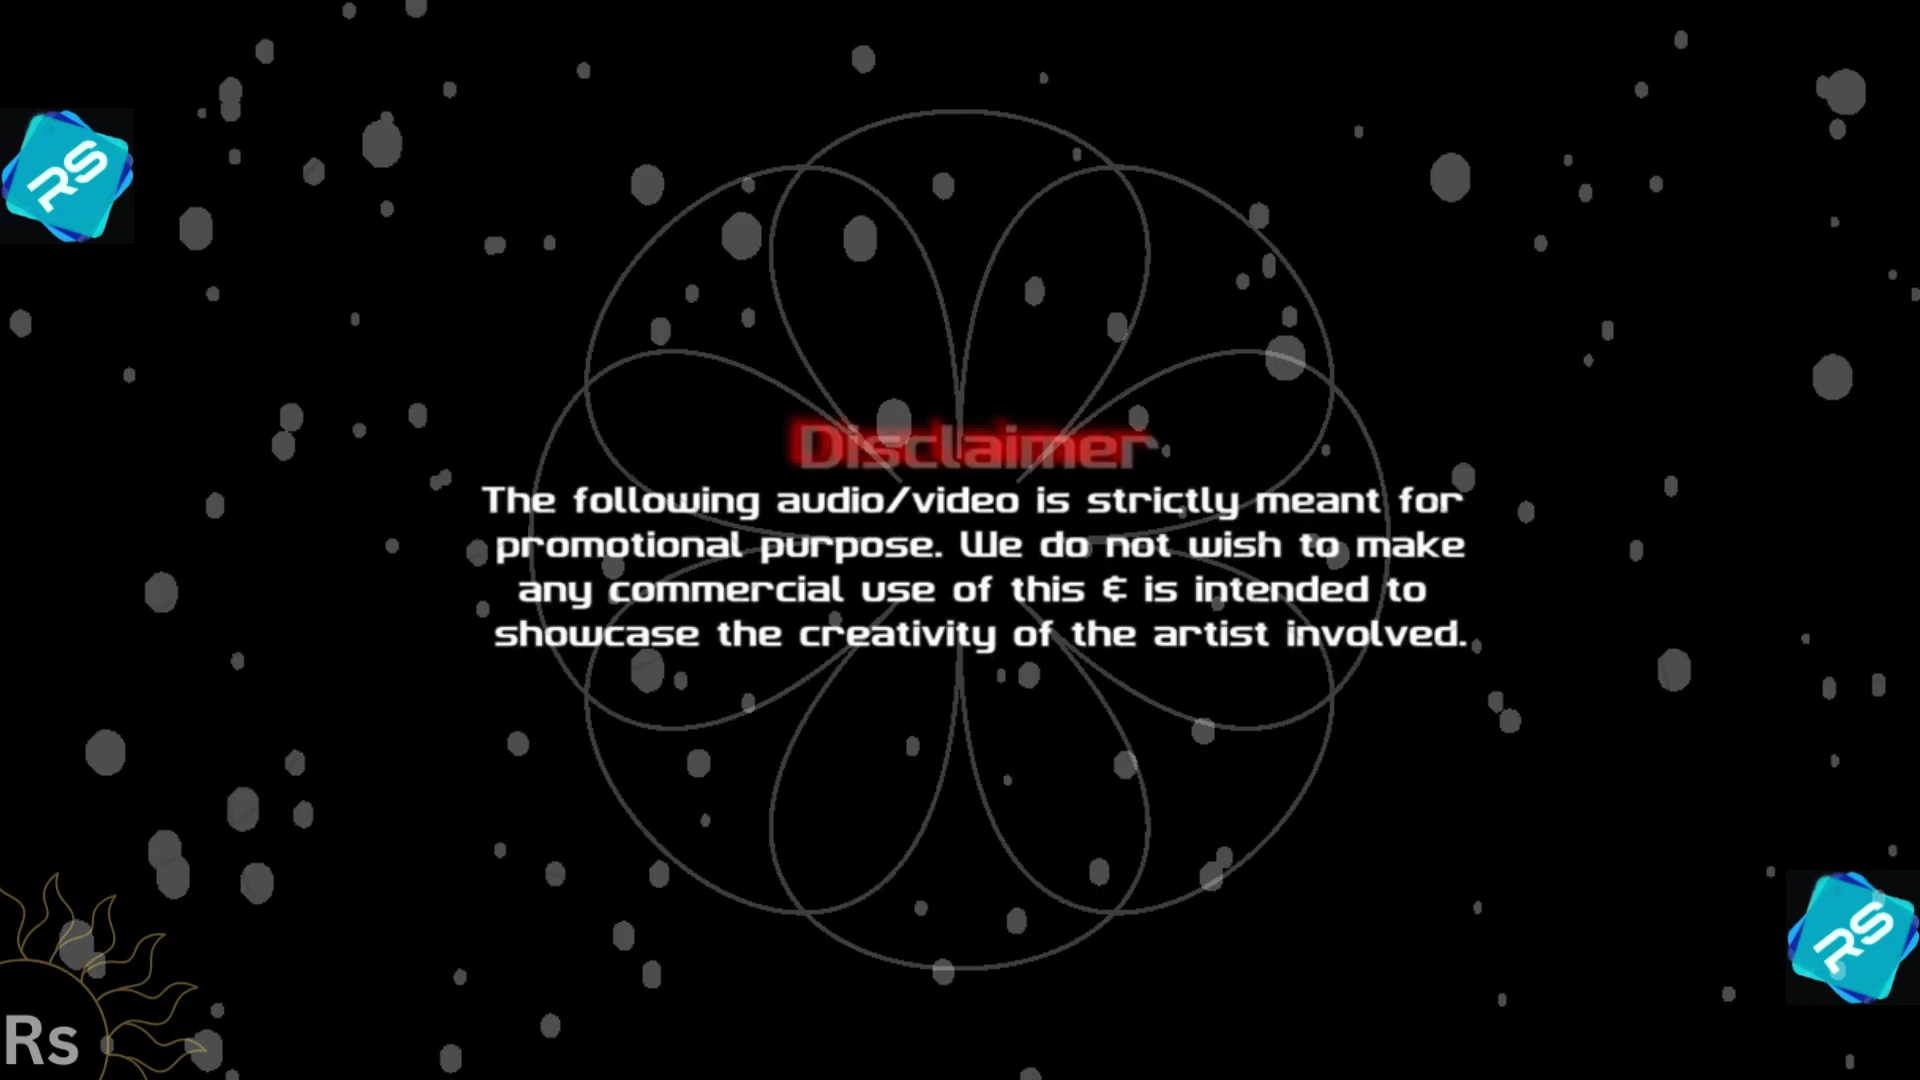 RS
Disclaimer
The following audio/video is strictly meant for
promotional purpose. We do not wish to make
any commercial use of this & is intended to
showcase the creativity of the artist involved.
RS
Rs